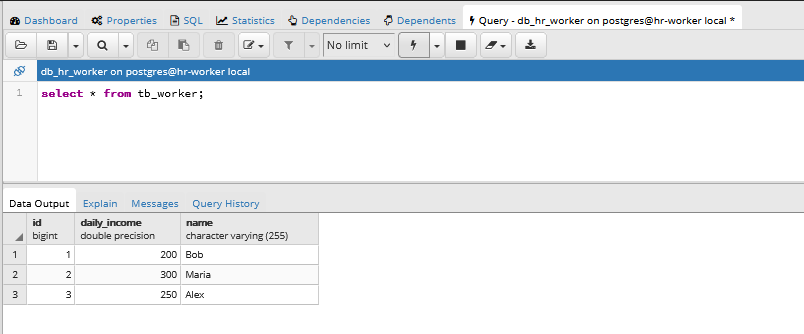 Dashboard Properties SQL Statistics Dependencies Dependents Query - db_hr_worker on postgres@hr-worker local *
No limit
db_hr_worker on postgres@hr-worker local
1 select * from tb_worker;
Data Output Explain Messages Query History
id daily_income name
bigint double precision character varying (255)
1 1 200 Bob
2 2 300 Maria
3 3 250 Alex